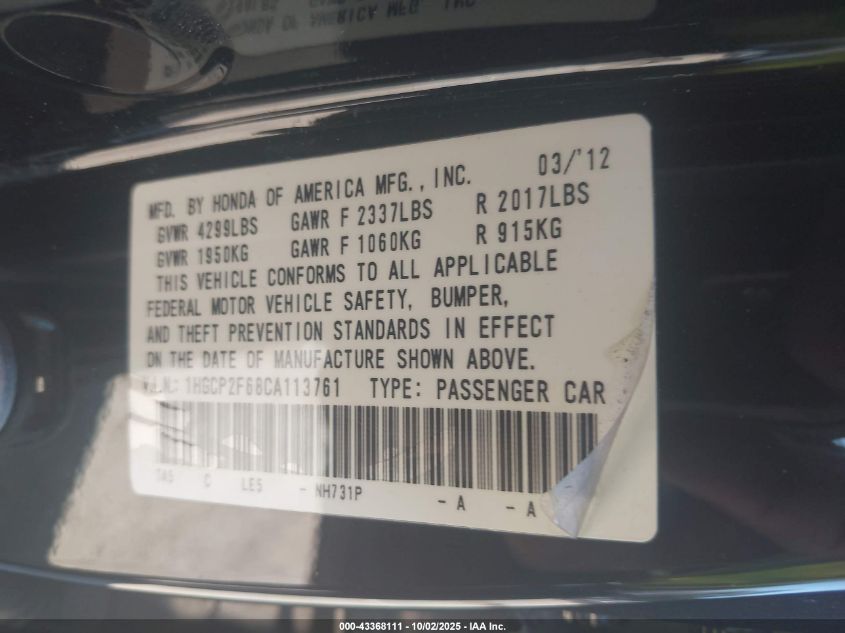 MFD. BY HONDA OF AMERICA MFG., INC. 03/'12
GVWR 4299LBS GAWR F 2337LBS R 2017LBS
GVWR 1950KG GAWR F 1060KG R 915KG
THIS VEHICLE CONFORMS TO ALL APPLICABLE
FEDERAL MOTOR VEHICLE SAFETY, BUMPER,
AND THEFT PREVENTION STANDARDS IN EFFECT
ON THE DATE OF MANUFACTURE SHOWN ABOVE.
V.I.N.: 1HGCP2F68CA113761 TYPE: PASSENGER CAR
TA5 C LE5 - NH731P - A - A
000-43368111 - 10/02/2025 - IAA Inc.